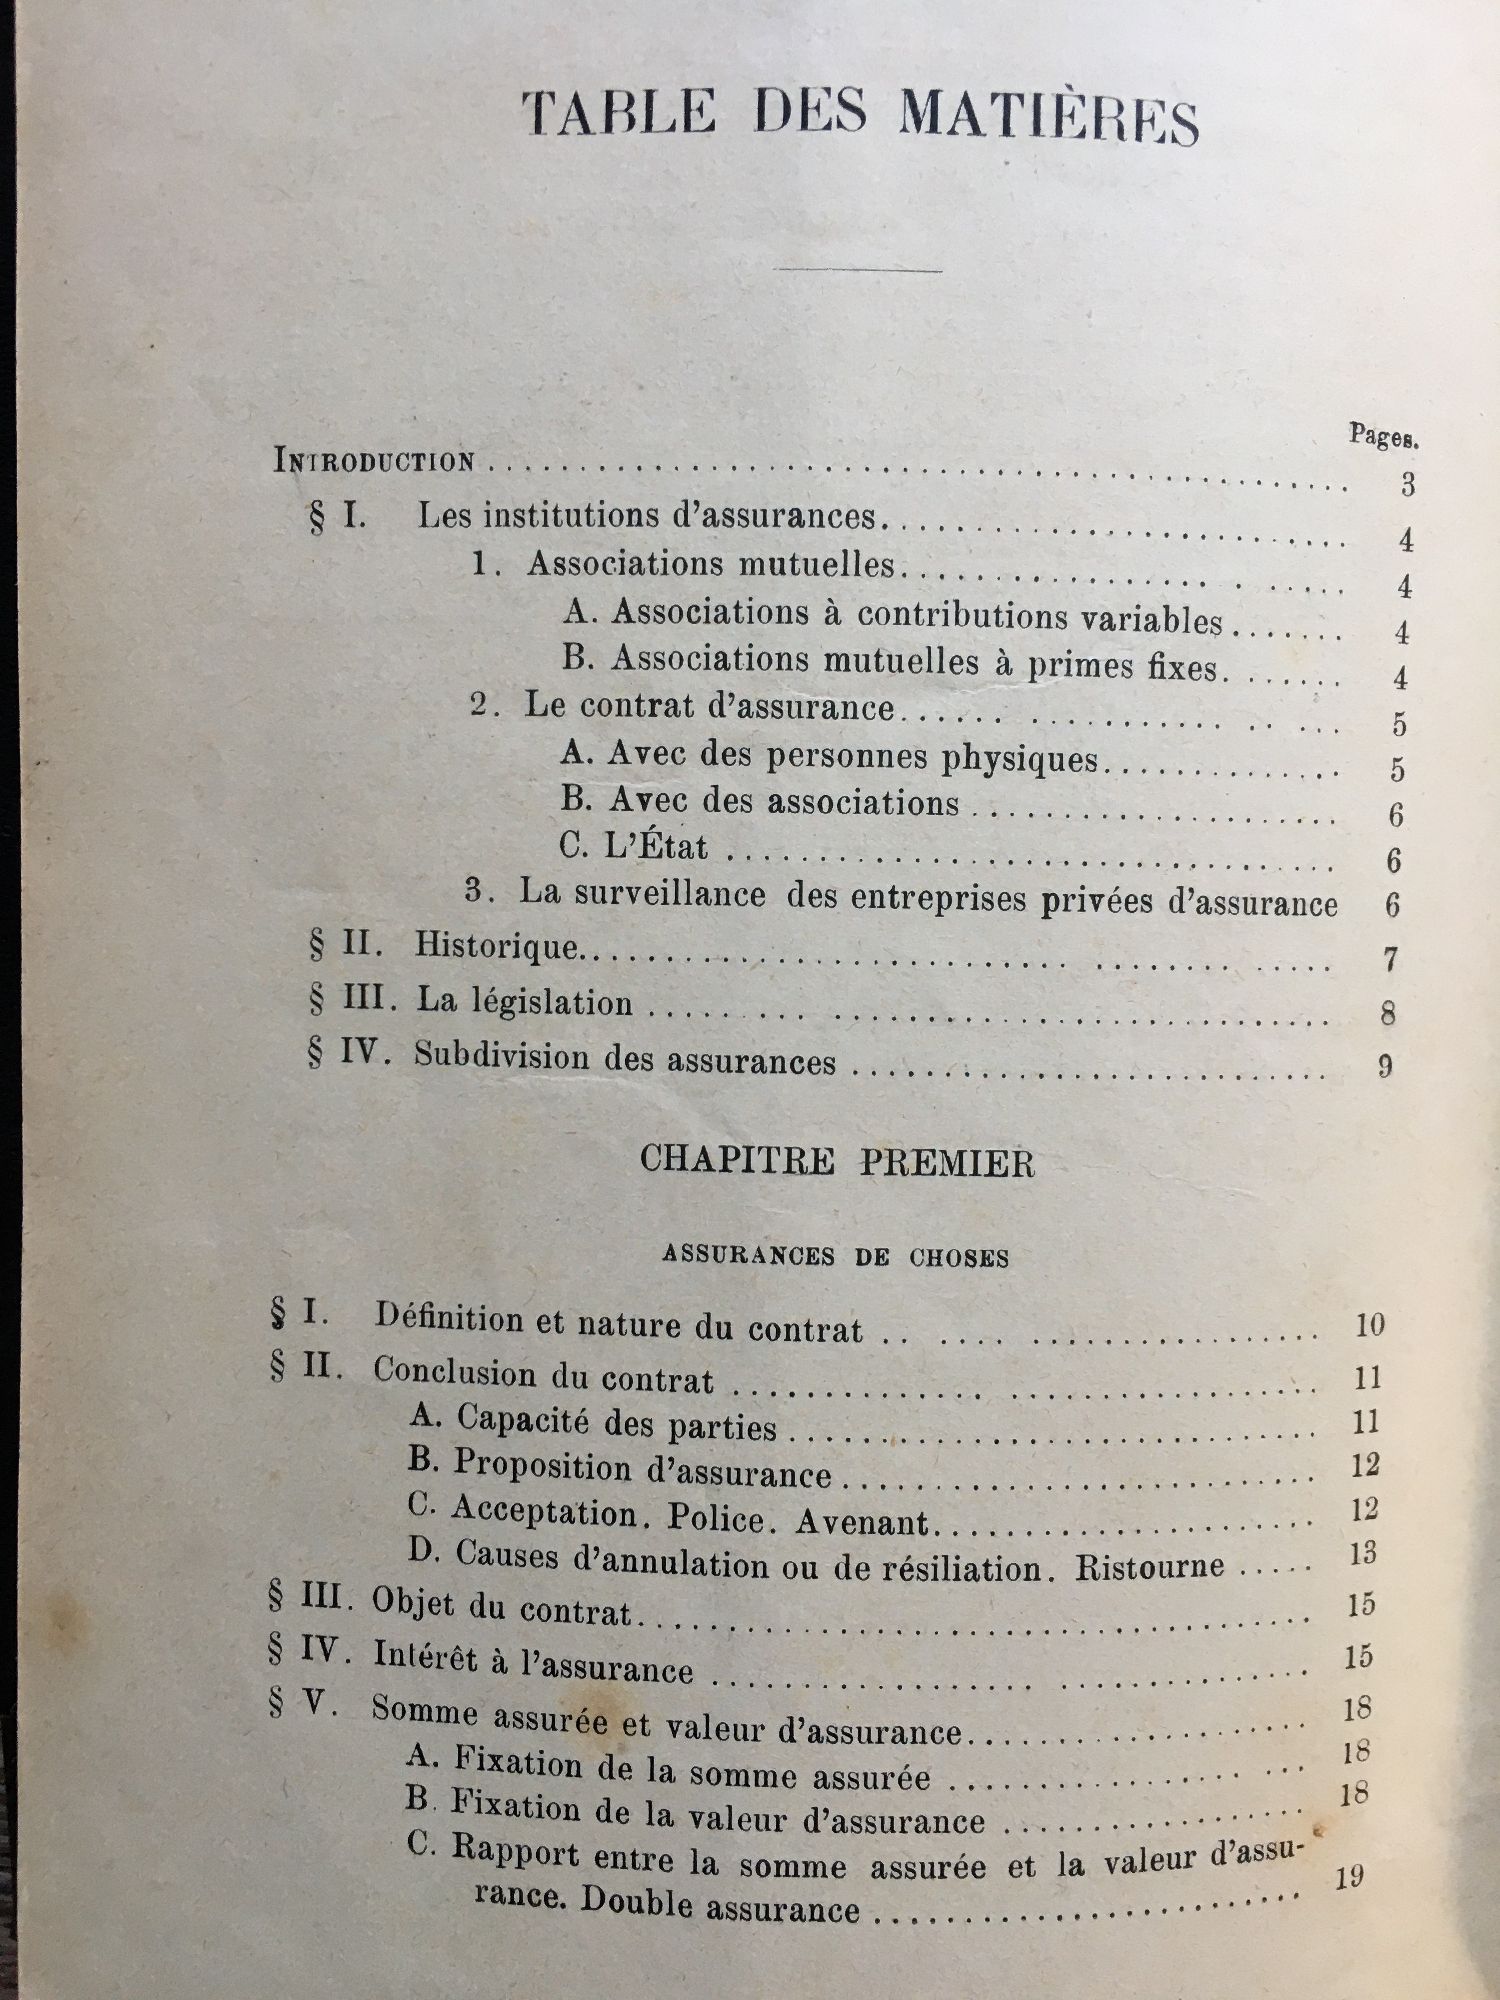 TABLE DES MATIÈRES
Pages.
INTRODUCTION ........................................ 3
§ I. Les institutions d'assurances........................... 4
1. Associations mutuelles........................ 4
A. Associations à contributions variables....... 4
B. Associations mutuelles à primes fixes....... 4
2. Le contrat d'assurance...... ........... .. ... 5
A. Avec des personnes physiques.............. 5
B. Avec des associations .................... 6
C. L'État ................................. 6
3. La surveillance des entreprises privées d'assurance 6
§ II. Historique........................... ........ ..... 7
§ III. La législation ...... ... ........................... 8
§ IV. Subdivision des assurances .......................... 9
CHAPITRE PREMIER
ASSURANCES DE CHOSES
§ I. Définition et nature du contrat .. .... ................ 10
§ II. Conclusion du contrat .............. ................. 11
A. Capacité des parties ............................. 11
B. Proposition d'assurance.......................... 12
C. Acceptation. Police. Avenant..................... 12
D. Causes d'annulation ou de résiliation. Ristourne ..... 13
§ III. Objet du contrat..................................... 15
§ IV. Intérêt à l'assurance .................. .............. 15
§ V. Somme assurée et valeur d'assurance................... 18
A. Fixation de la somme assurée ................ ... 18
B. Fixation de la valeur d'assurance ................. 18
C. Rapport entre la somme assurée et la valeur d'assu-
rance. Double assurance ........................ 19